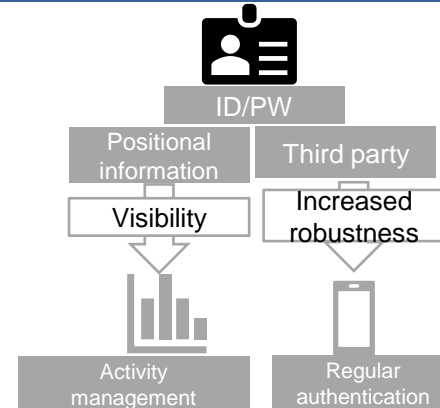 ID/PW
Positional
information
Third party
Visibility
Increased
robustness
Activity
management
Regular
authentication